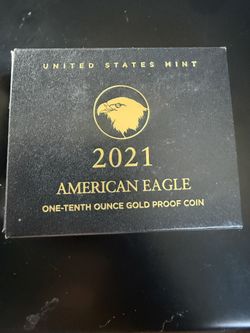 UNITED STATES MINT
2021
AMERICAN EAGLE
ONE-TENTH OUNCE GOLD PROOF COIN